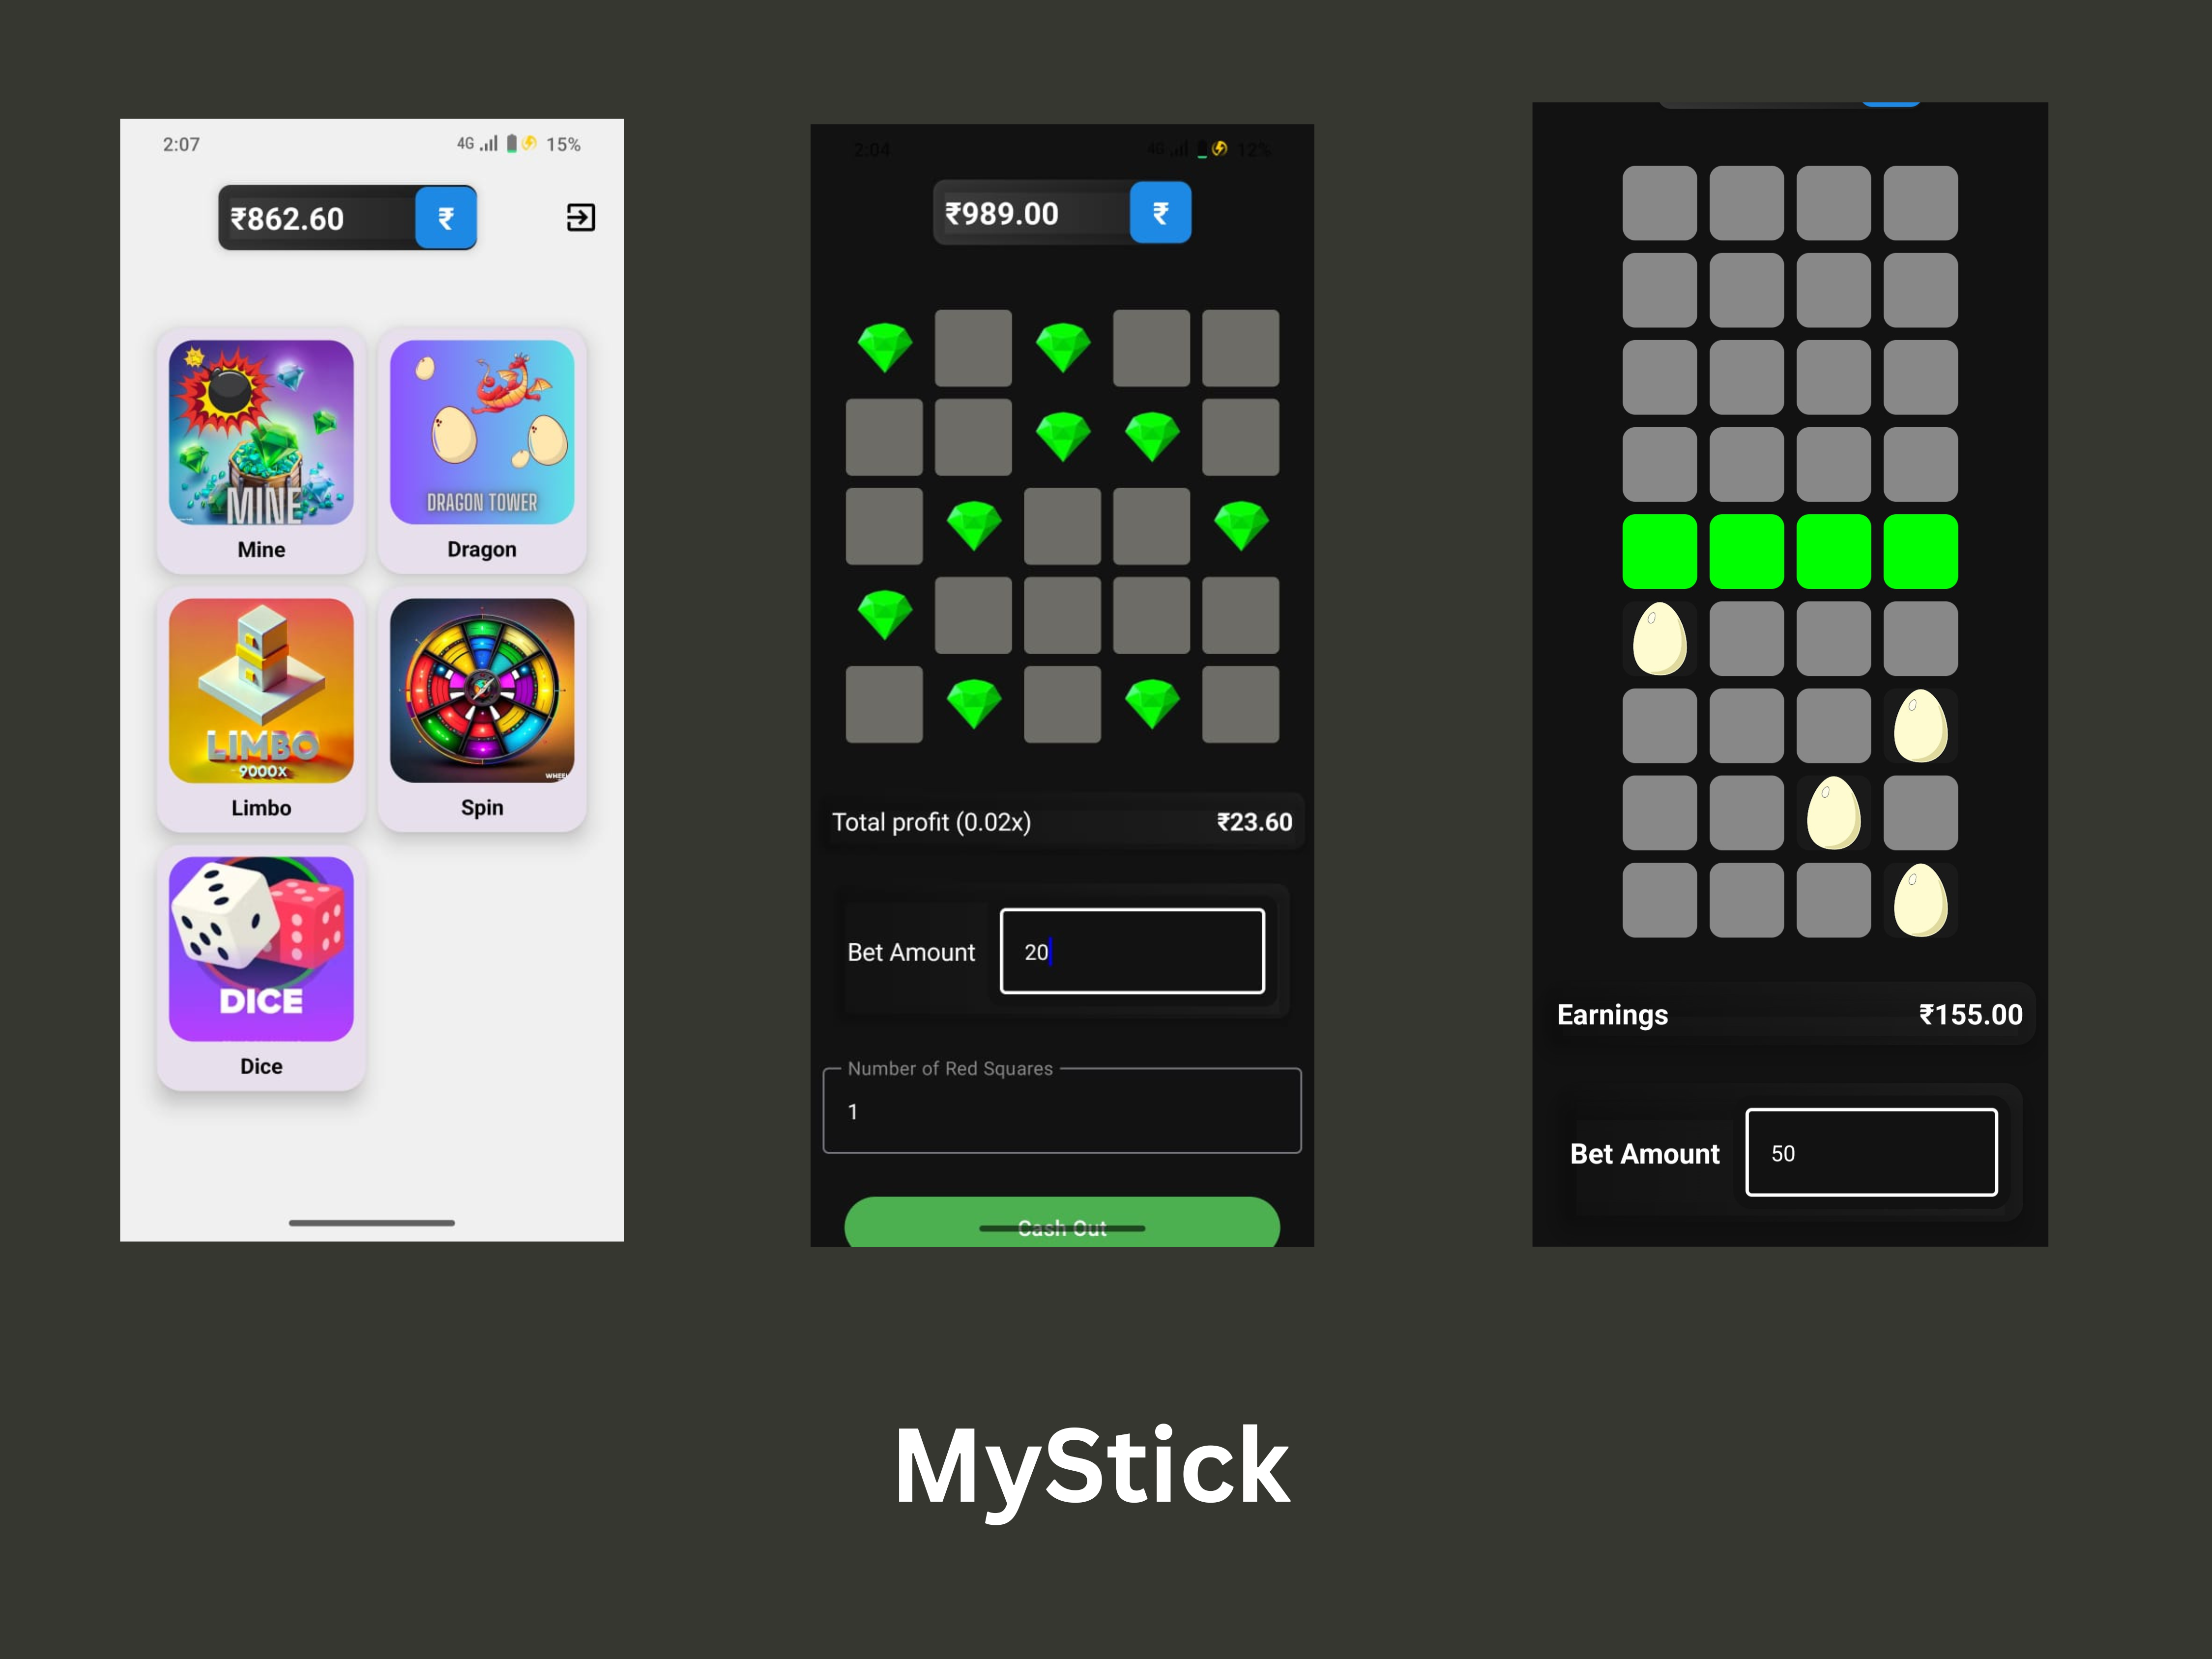 2:07
4G 15%
₹862.60 ₹
MINE
Mine
DRAGON TOWER
Dragon
LIMBO
9000X
Limbo
Spin
DICE
Dice
2:04
4G 12%
₹989.00 ₹
Total profit (0.02x) ₹23.60
Bet Amount 20
Number of Red Squares
1
Cash Out
Earnings ₹155.00
Bet Amount 50
MyStick